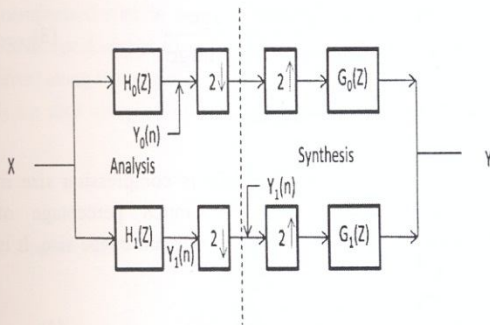 H₀(Z)
2↓
2↑
G₀(Z)
Y₀(n)
X
Analysis
Synthesis
Y
Y₁(n)
H₁(Z)
Y₁(n)
2↓
2↑
G₁(Z)